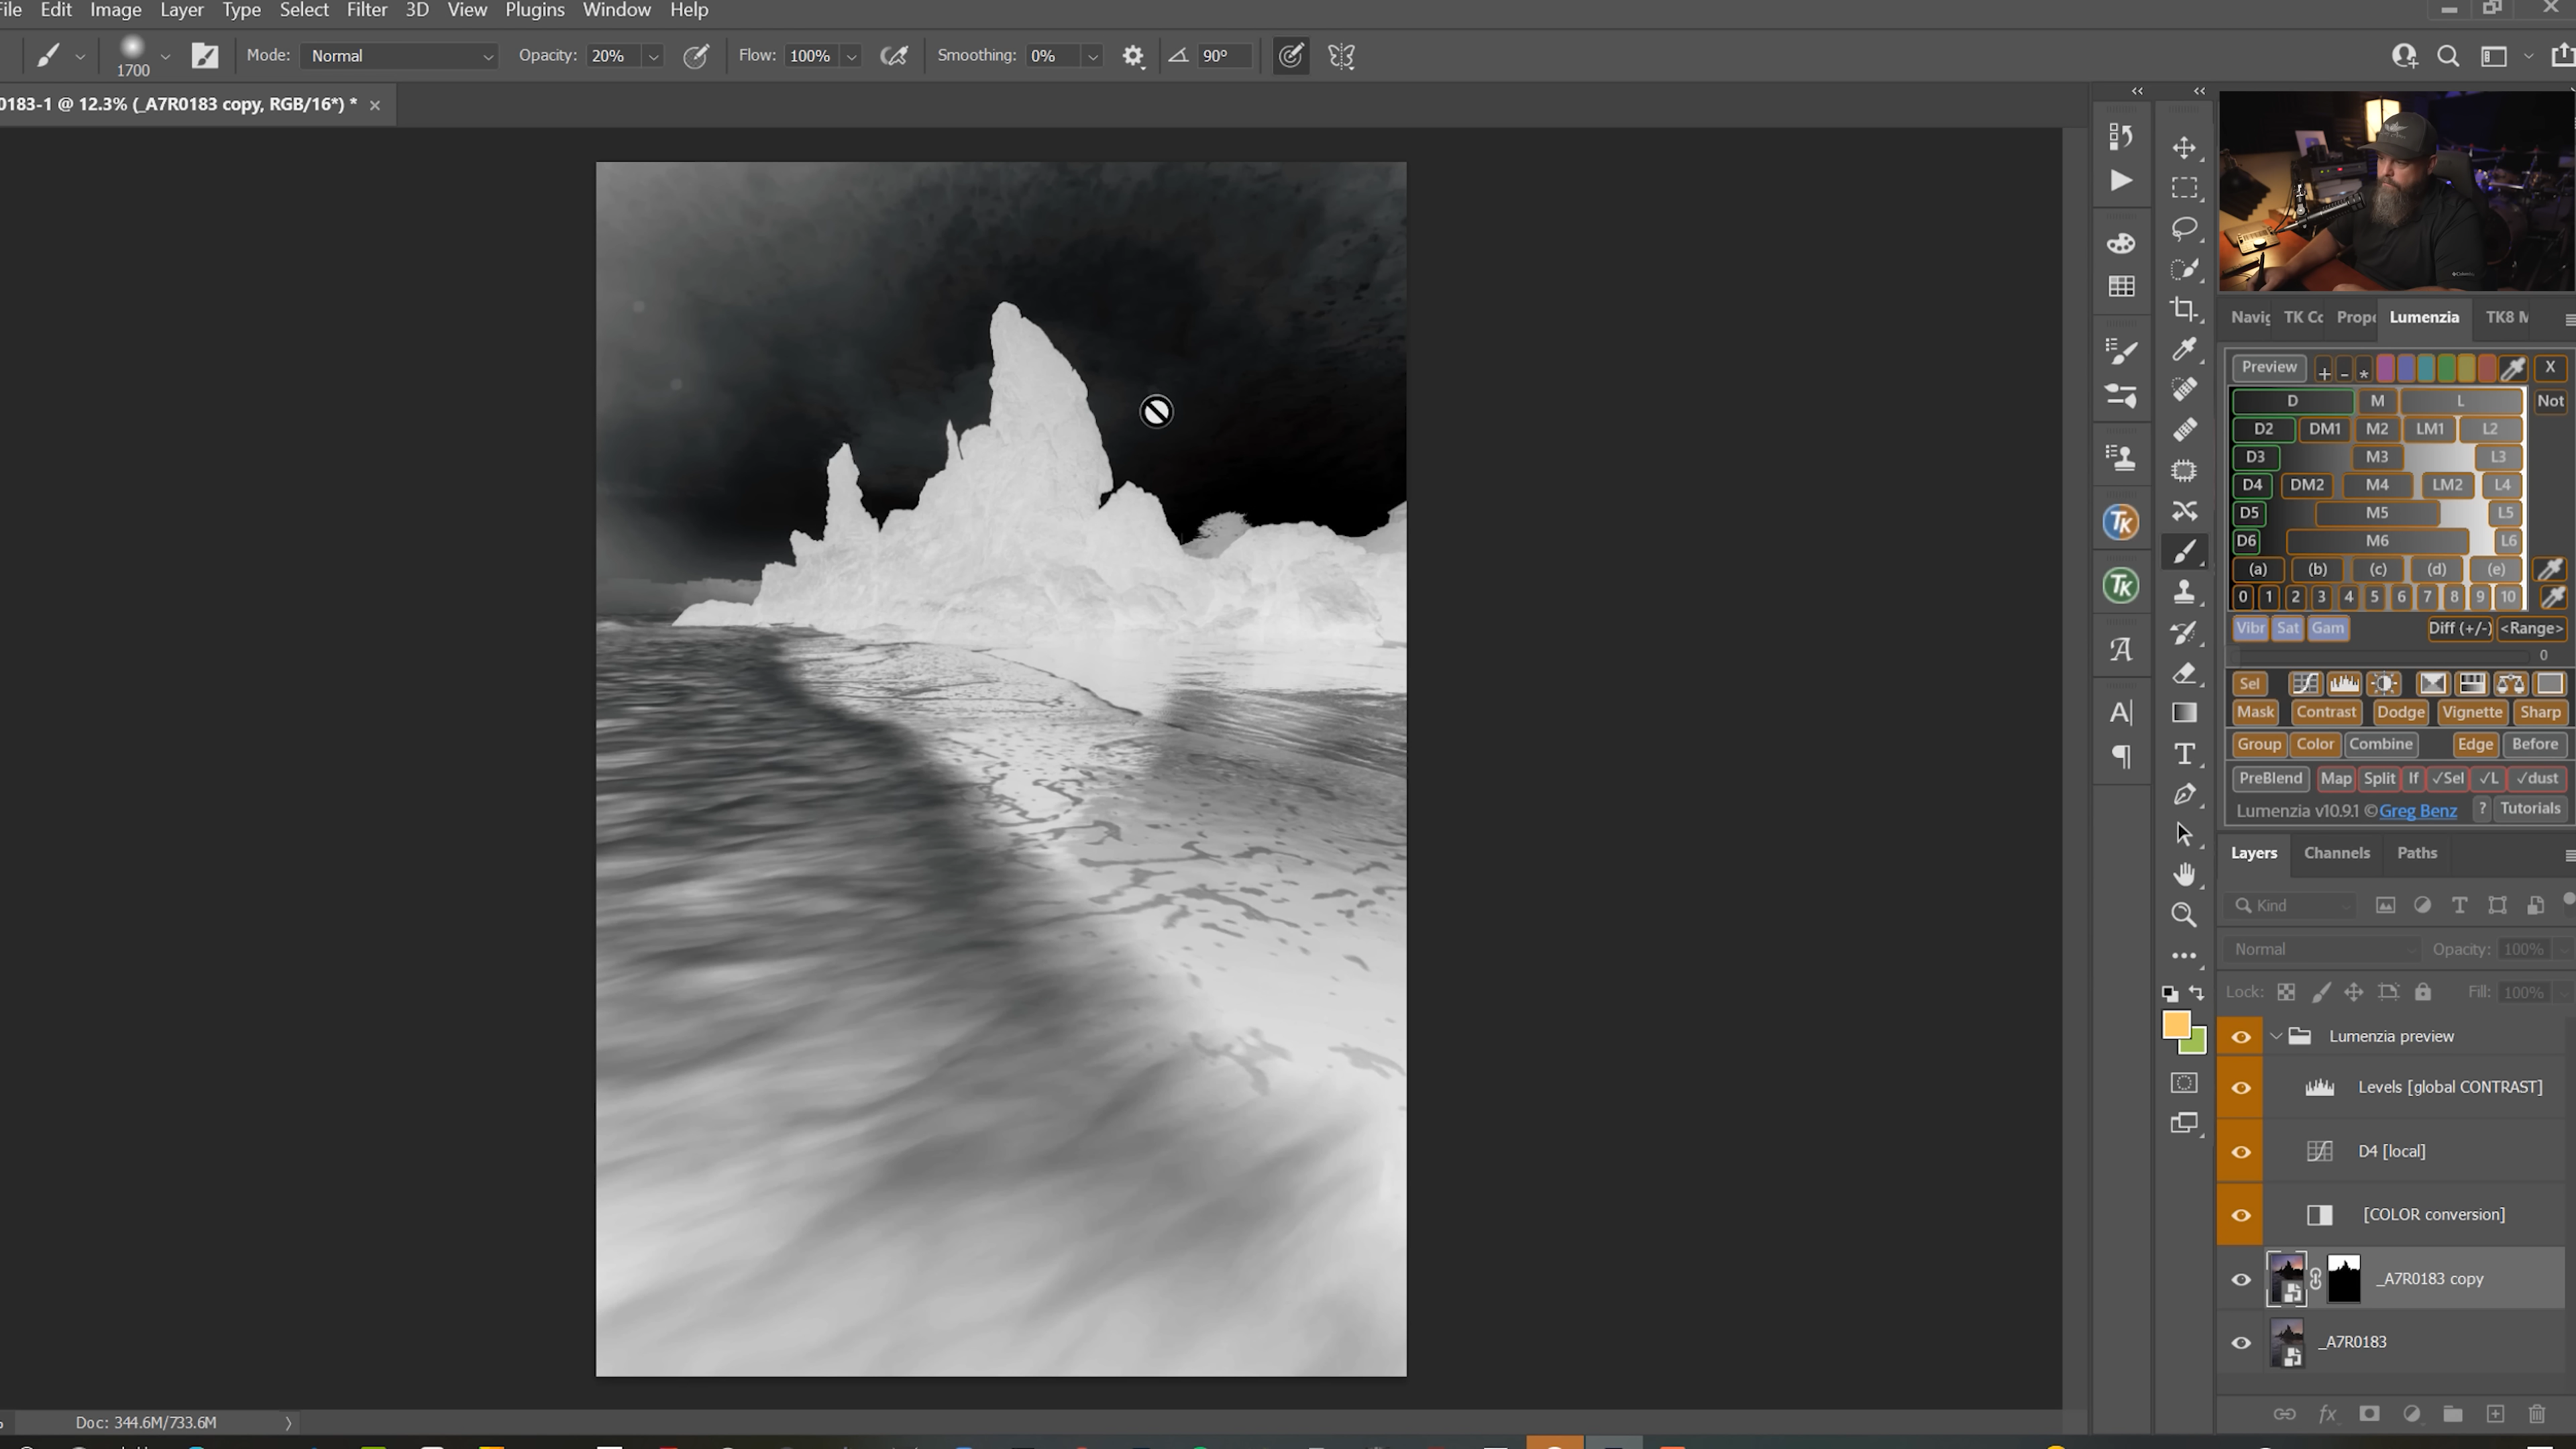 File Edit Image Layer Type Select Filter 3D View Plugins Window Help
1700 Mode: Normal Opacity: 20% Flow: 100% Smoothing: 0% 90°
0183-1 @ 12.3% (_A7R0183 copy, RGB/16*) * ×
Navig TK Cc Prope Lumenzia TK8 M
Preview + - * X
D M L Not
D2 DM1 M2 LM1 L2
D3 M3 L3
D4 DM2 M4 LM2 L4
D5 M5 L5
D6 M6 L6
(a) (b) (c) (d) (e)
0 1 2 3 4 5 6 7 8 9 10
Vibr Sat Gam Diff (+/-) <Range>
0
Sel
Mask Contrast Dodge Vignette Sharp
Group Color Combine Edge Before
PreBlend Map Split If √Sel √L √dust
Lumenzia v10.9.1 © Greg Benz ? Tutorials
TK
TK
A
A|
¶
T
Layers Channels Paths
Kind T
Normal Opacity: 100%
Lock: Fill: 100%
Lumenzia preview
Levels [global CONTRAST]
D4 [local]
[COLOR conversion]
_A7R0183 copy
_A7R0183
fx
Doc: 344.6M/733.6M